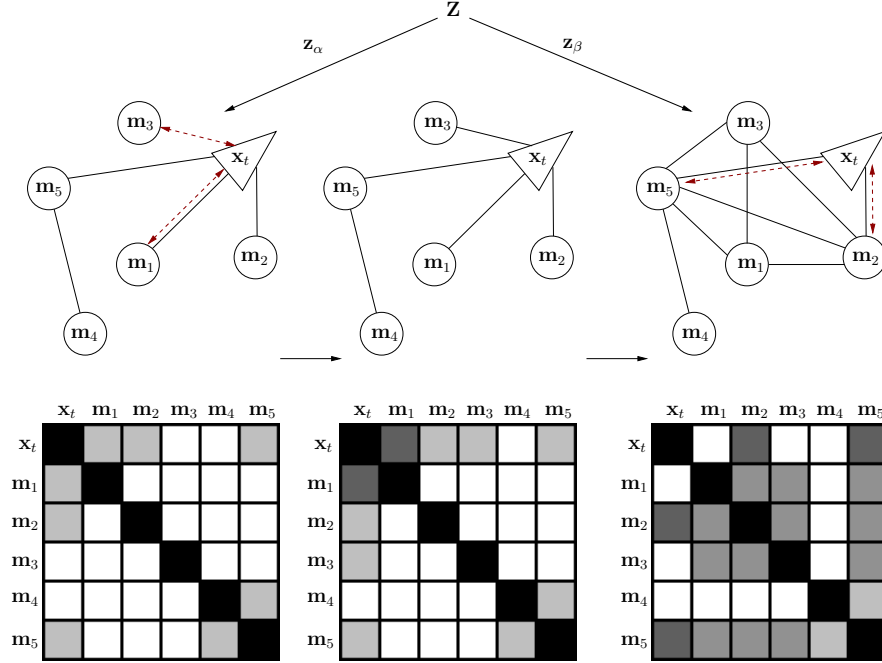 Z
z_α z_β
m_3 m_3 m_3
x_t x_t x_t
m_5 m_5 m_5
m_1 m_2 m_1 m_2 m_1 m_2
m_4 m_4 m_4
x_t m_1 m_2 m_3 m_4 m_5 x_t m_1 m_2 m_3 m_4 m_5 x_t m_1 m_2 m_3 m_4 m_5
x_t x_t x_t
m_1 m_1 m_1
m_2 m_2 m_2
m_3 m_3 m_3
m_4 m_4 m_4
m_5 m_5 m_5